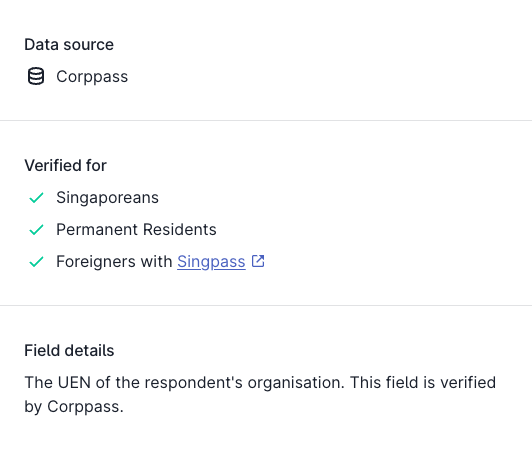 Data source
Corppass
Verified for
Singaporeans
Permanent Residents
Foreigners with Singpass
Field details
The UEN of the respondent's organisation. This field is verified
by Corppass.